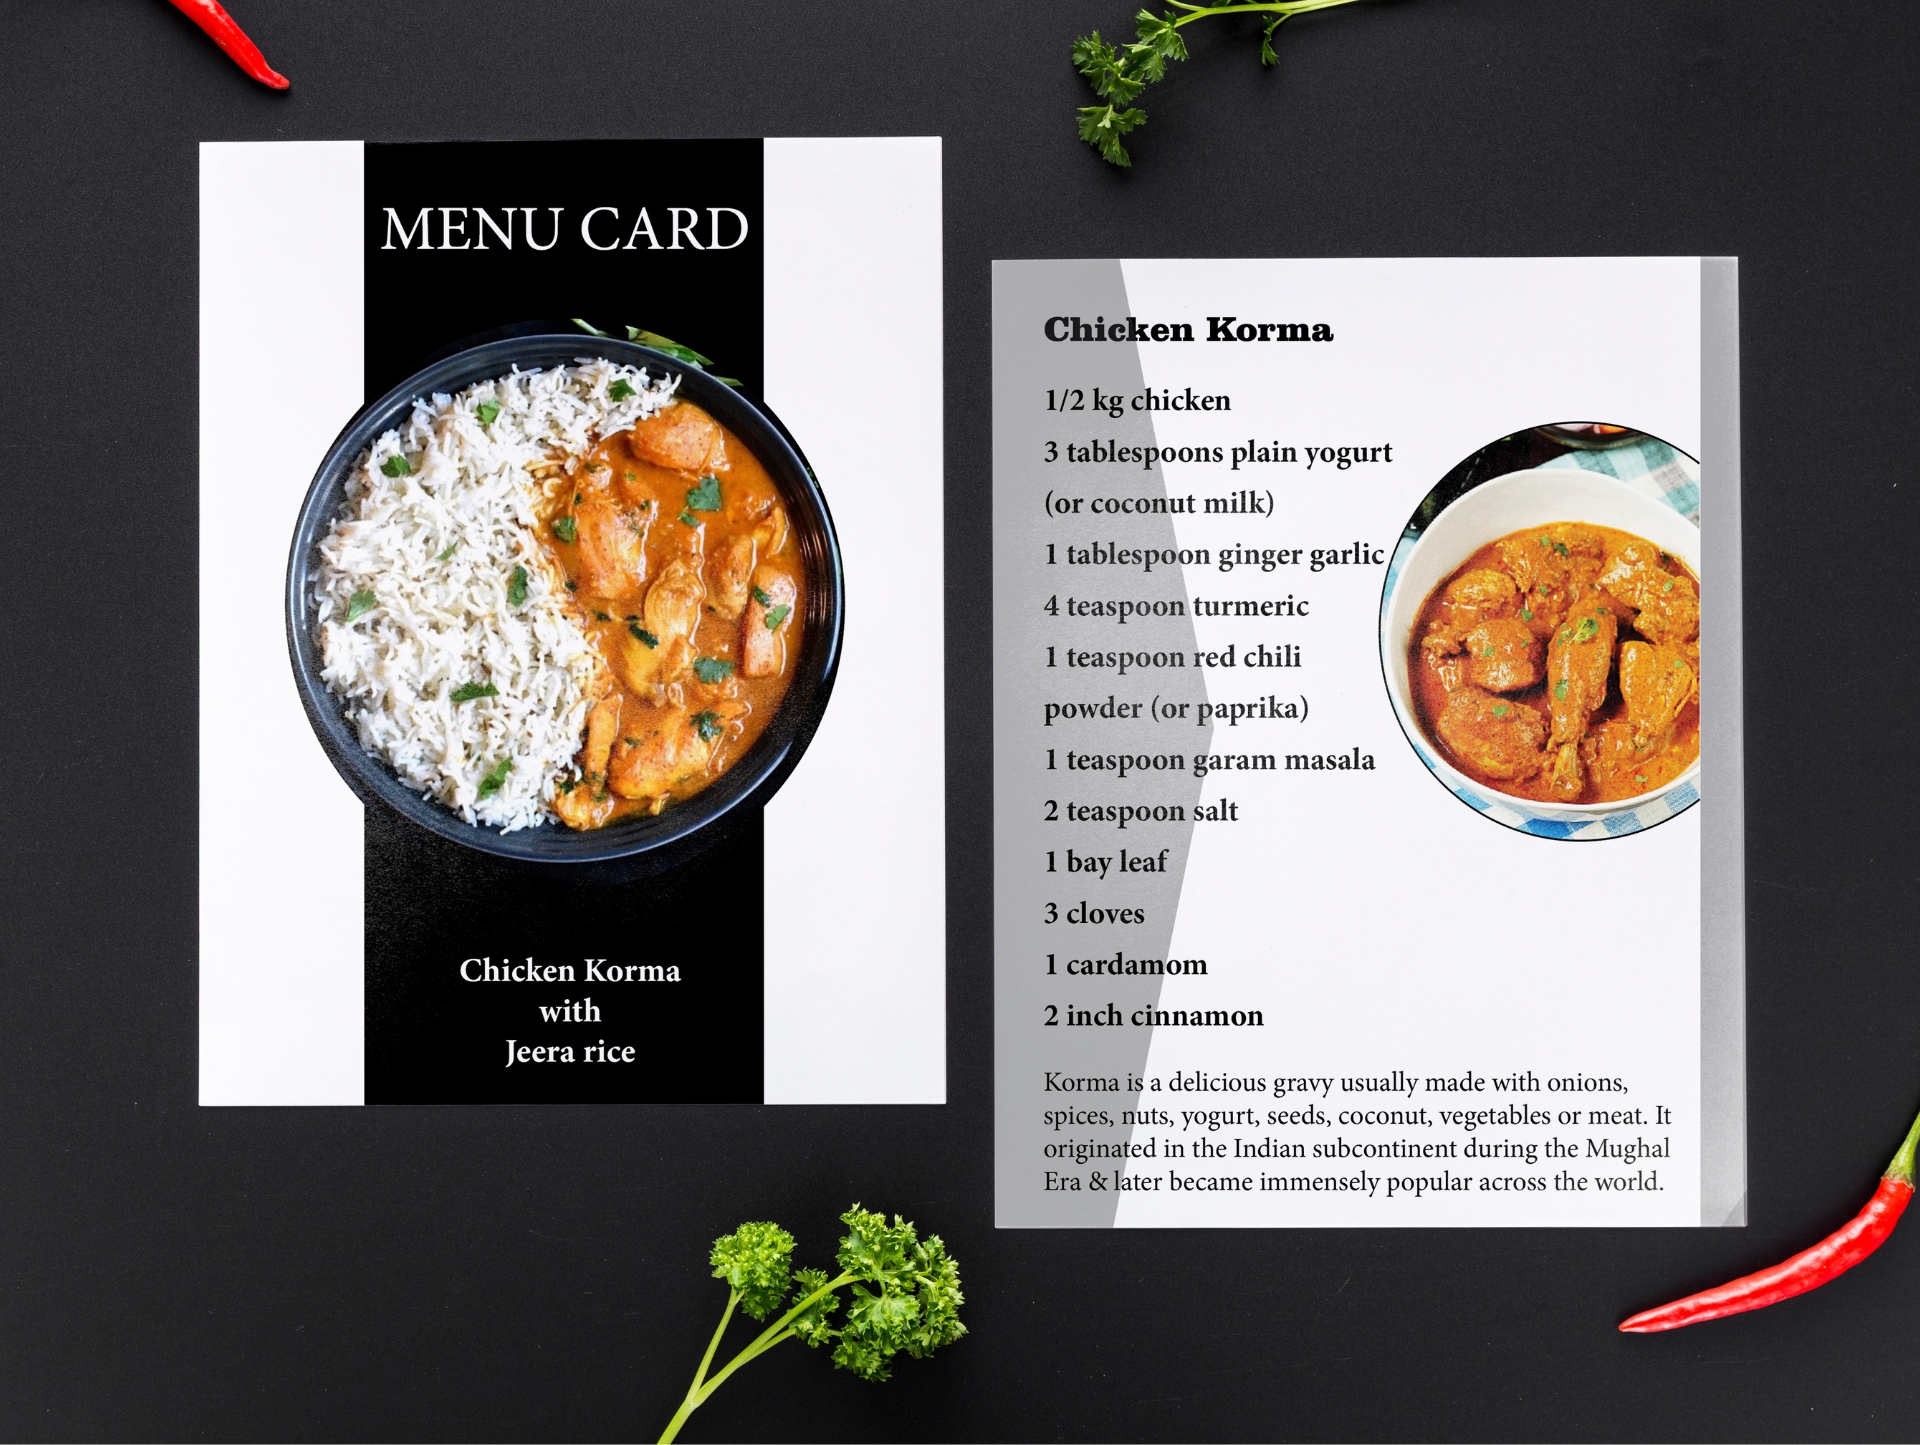 MENU CARD
Chicken Korma
with
Jeera rice
Chicken Korma
1/2 kg chicken
3 tablespoons plain yogurt
(or coconut milk)
1 tablespoon ginger garlic
4 teaspoon turmeric
1 teaspoon red chili
powder (or paprika)
1 teaspoon garam masala
2 teaspoon salt
1 bay leaf
3 cloves
1 cardamom
2 inch cinnamon
Korma is a delicious gravy usually made with onions,
spices, nuts, yogurt, seeds, coconut, vegetables or meat. It
originated in the Indian subcontinent during the Mughal
Era & later became immensely popular across the world.